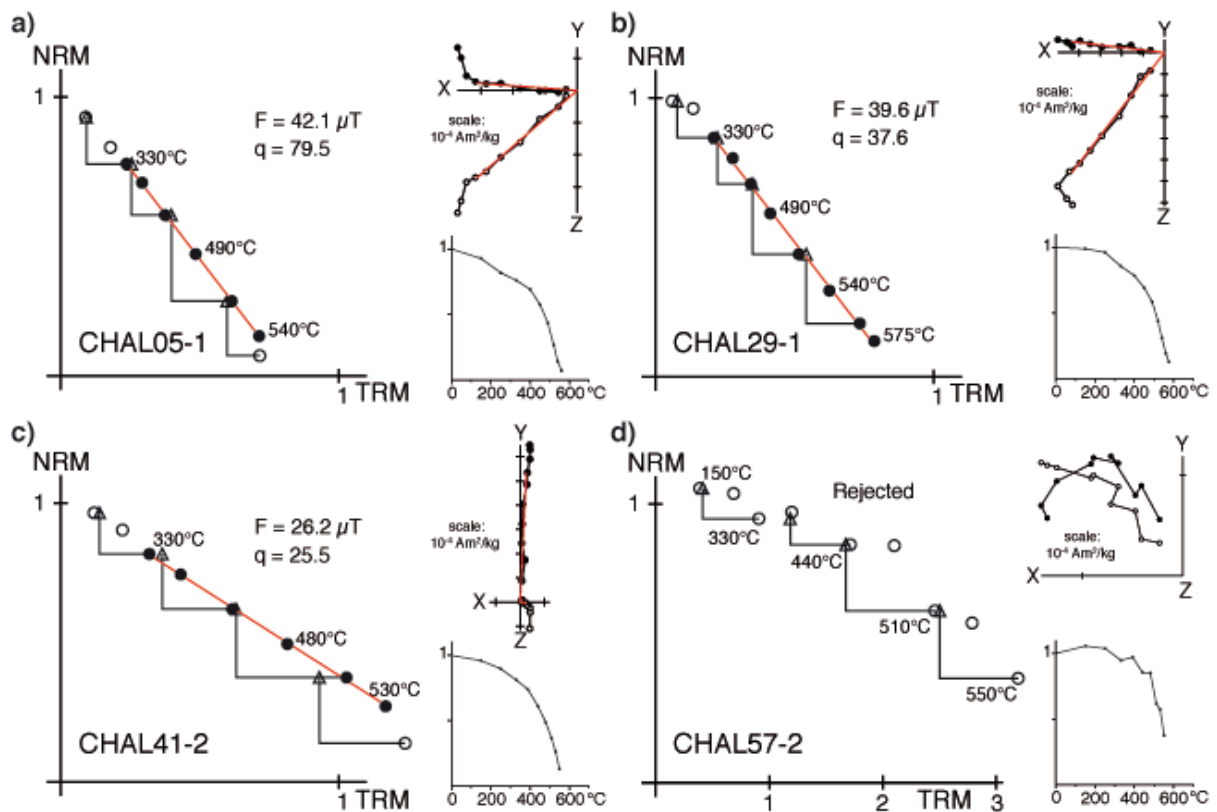 a)
NRM
1
330°C
490°C
540°C
F = 42.1 µT
q = 79.5
CHAL05-1
1 TRM
Y
X
scale:
10⁻⁶ Am²/kg
Z
1
0 200 400 600°C
b)
NRM
1
330°C
490°C
540°C
575°C
F = 39.6 µT
q = 37.6
CHAL29-1
1 TRM
Y
X
scale:
10⁻⁶ Am²/kg
Z
1
0 200 400 600°C
c)
NRM
1
330°C
480°C
530°C
F = 26.2 µT
q = 25.5
CHAL41-2
1 TRM
Y
X
scale:
10⁻⁶ Am²/kg
Z
1
0 200 400 600°C
d)
NRM
1
150°C
Rejected
330°C
440°C
510°C
550°C
CHAL57-2
1 2 TRM 3
Y
scale:
10⁻⁶ Am²/kg
X
Z
1
0 200 400 600°C